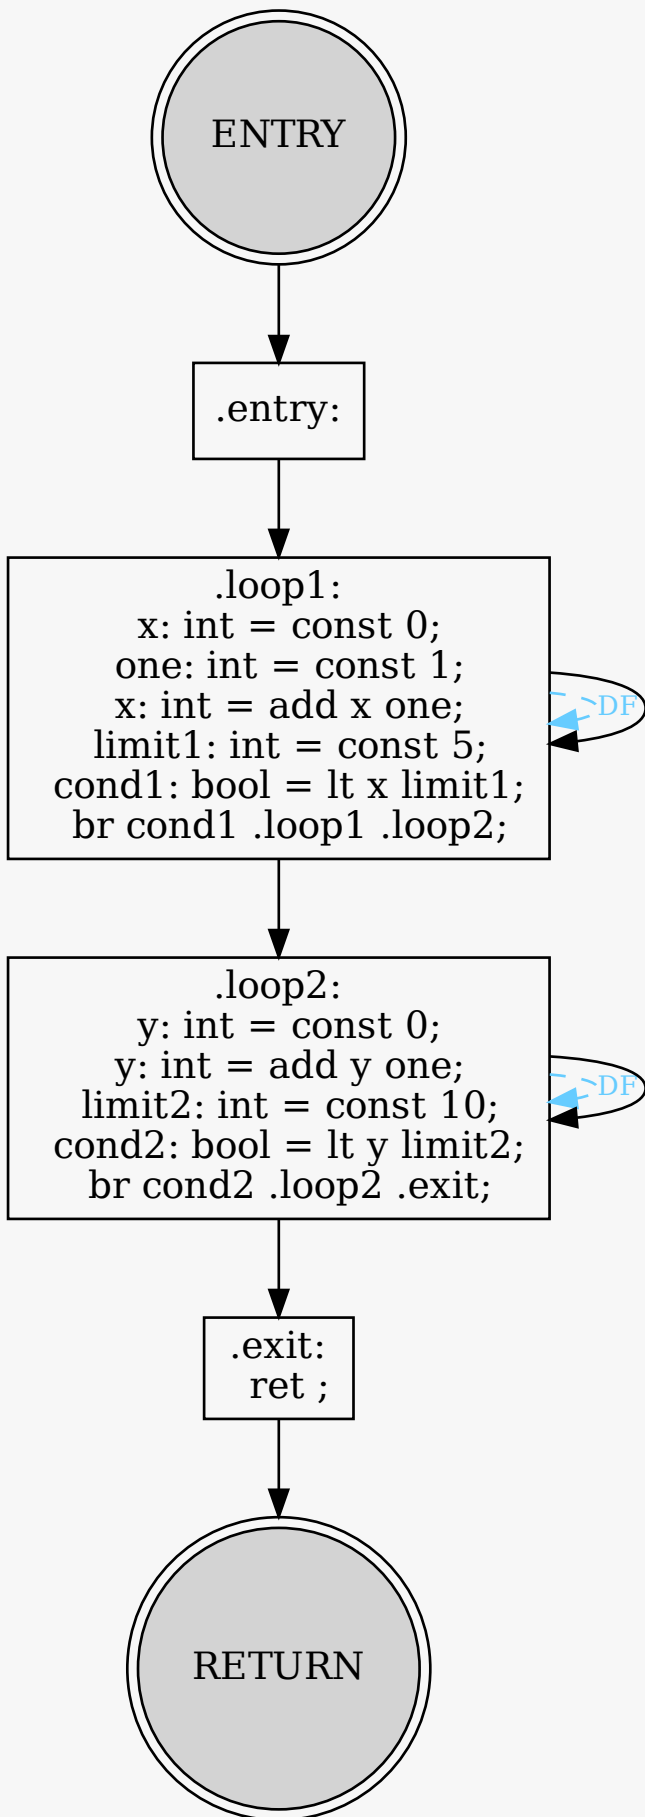 ENTRY
.entry:
.loop1:
x: int = const 0;
one: int = const 1;
x: int = add x one;
DF
limit1: int = const 5;
cond1: bool = lt x limit1;
br cond1 .loop1 .loop2;
.loop2:
y: int = const 0;
y: int = add y one;
DF
limit2: int = const 10;
cond2: bool = lt y limit2;
br cond2 .loop2 .exit;
.exit:
ret ;
RETURN